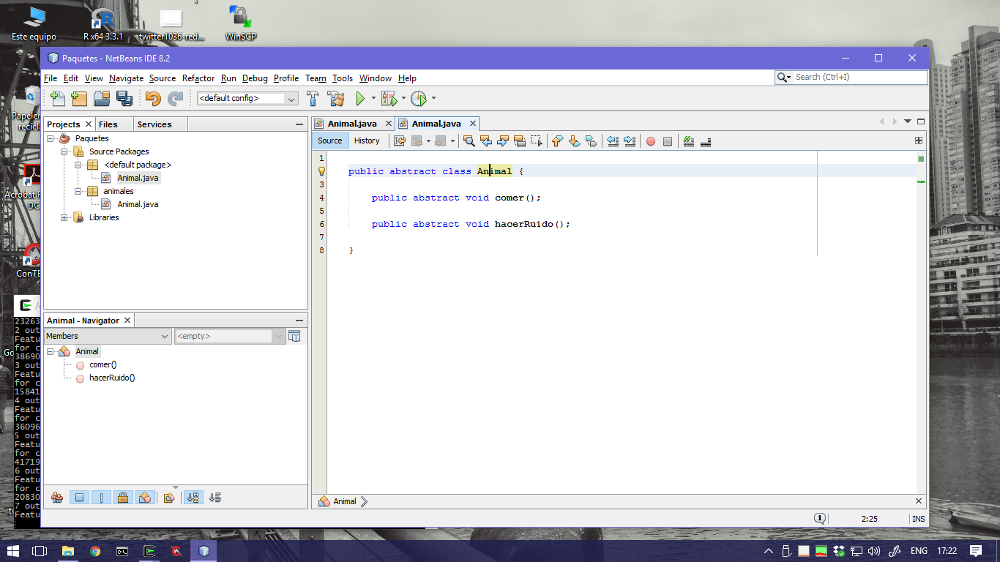 Este equipo
R x64 3.3.1
twitter1036-red...
WinSCP
Paquetes - NetBeans IDE 8.2
File Edit View Navigate Source Refactor Run Debug Profile Team Tools Window Help
Search (Ctrl+I)
<default config>
Projects
Files
Services
Paquetes
Source Packages
<default package>
Animal.java
animales
Animal.java
Libraries
Animal.java
Animal.java
Source
History
1
public abstract class Animal {
3
4 public abstract void comer();
5
6 public abstract void hacerRuido();
7
8 }
Animal - Navigator
Members
<empty>
Animal
comer()
hacerRuido()
Animal
1
2:25
INS
Papeler
recicla
Acrobat R
DC
ConTE
Go
23263
2 out
Featu
for c
38690
3 out
Featu
for c
15841
4 out
Featu
for c
36096
5 out
Featu
for c
41719
6 out
Featu
for c
20830
7 out
Featu
ENG
17:22